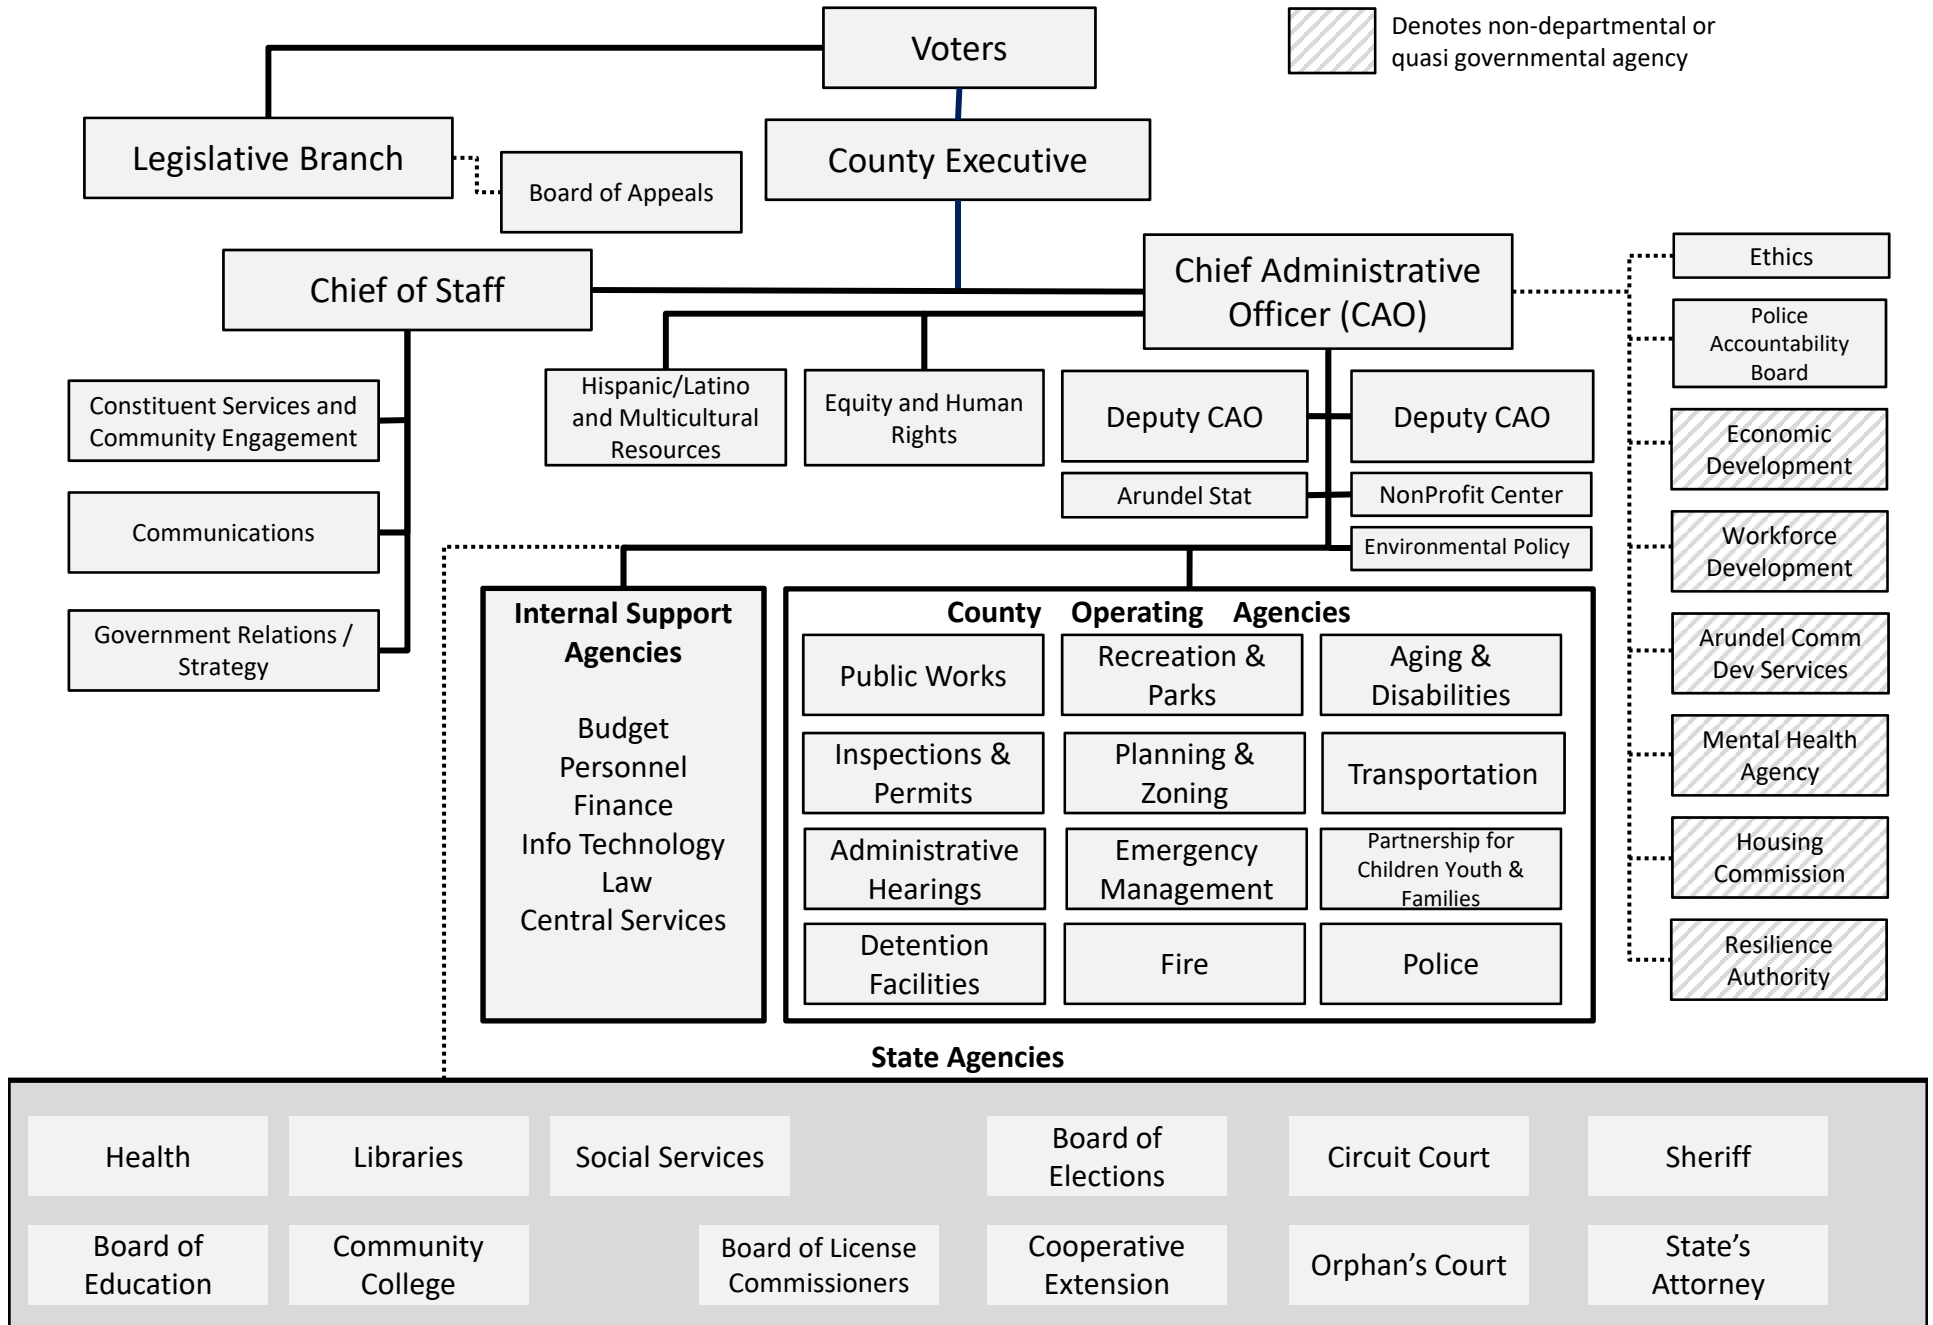 Voters
Denotes non-departmental or
quasi governmental agency
Legislative Branch
County Executive
Board of Appeals
Chief of Staff
Chief Administrative
Officer (CAO)
Ethics
Police
Accountability
Board
Hispanic/Latino
and Multicultural
Resources
Equity and Human
Rights
Deputy CAO
Deputy CAO
Constituent Services and
Community Engagement
Economic
Development
Arundel Stat
NonProfit Center
Communications
Environmental Policy
Workforce
Development
Government Relations /
Strategy
Internal Support
Agencies
Budget
Personnel
Finance
Info Technology
Law
Central Services
County Operating Agencies
Public Works
Recreation &
Parks
Aging &
Disabilities
Inspections &
Permits
Planning &
Zoning
Transportation
Administrative
Hearings
Emergency
Management
Partnership for
Children Youth &
Families
Detention
Facilities
Fire
Police
Arundel Comm
Dev Services
Mental Health
Agency
Housing
Commission
Resilience
Authority
State Agencies
Health
Libraries
Social Services
Board of
Elections
Circuit Court
Sheriff
Board of
Education
Community
College
Board of License
Commissioners
Cooperative
Extension
Orphan's Court
State's
Attorney